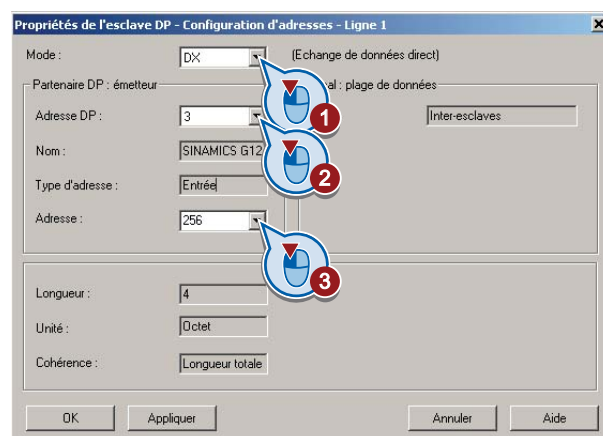 Propriétés de l'esclave DP - Configuration d'adresses - Ligne 1
Mode :
DX
(Echange de données direct)
Partenaire DP : émetteur
al : plage de données
Adresse DP :
3
Inter-esclaves
1
Nom :
SINAMICS G12
2
Type d'adresse :
Entrée
Adresse :
256
3
Longueur :
4
Unité :
Octet
Cohérence :
Longueur totale
OK
Appliquer
Annuler
Aide